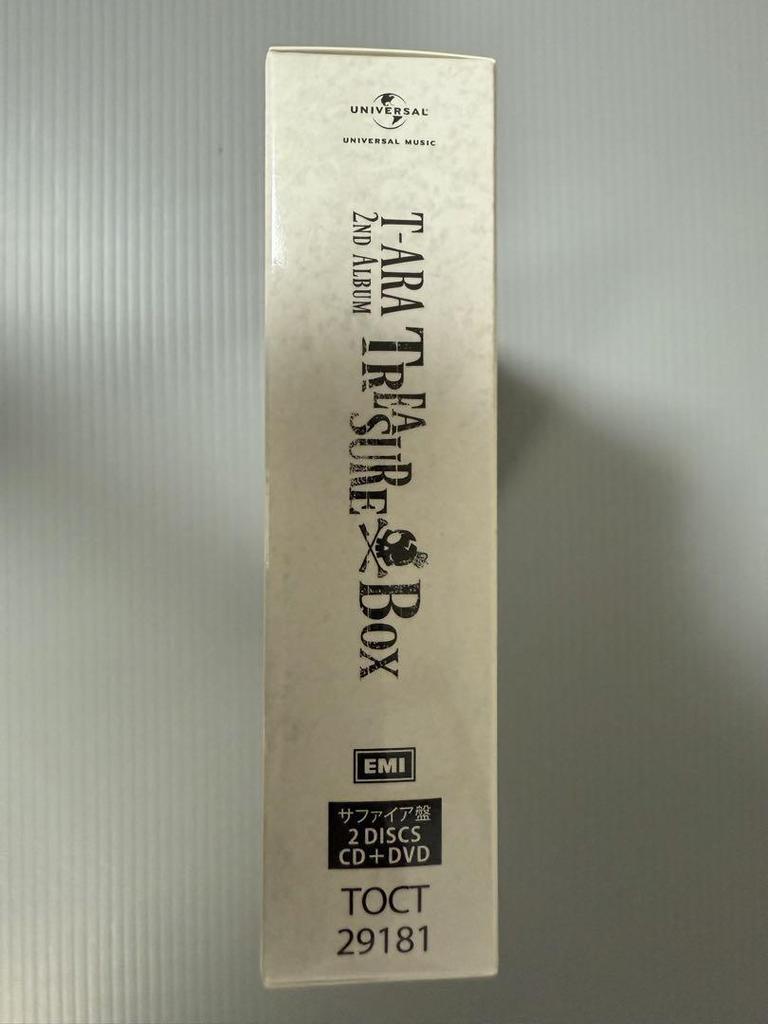 UNIVERSAL
UNIVERSAL MUSIC
T-ARA
2ND ALBUM
TREASURE BOX
EMI
サファイア盤
2 DISCS
CD+DVD
TOCT
29181